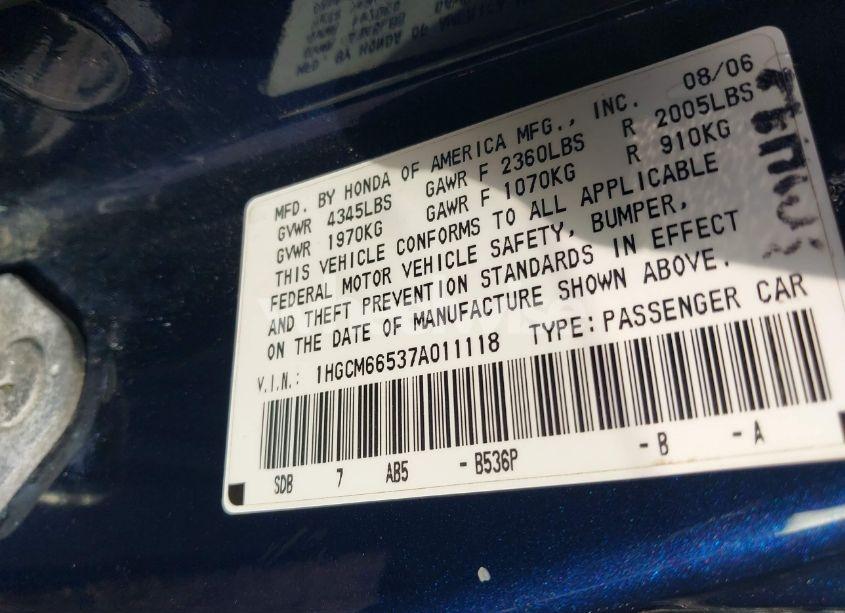 MFD. BY HONDA OF AMERICA MFG., INC. 08/06
GVWR 4345LBS GAWR F 2360LBS R 2005LBS
GVWR 1970KG GAWR F 1070KG R 910KG
THIS VEHICLE CONFORMS TO ALL APPLICABLE
FEDERAL MOTOR VEHICLE SAFETY, BUMPER,
AND THEFT PREVENTION STANDARDS IN EFFECT
ON THE DATE OF MANUFACTURE SHOWN ABOVE.
V.I.N.: 1HGCM66537A011118 TYPE:PASSENGER CAR
SDB 7 AB5 -B536P -B -A